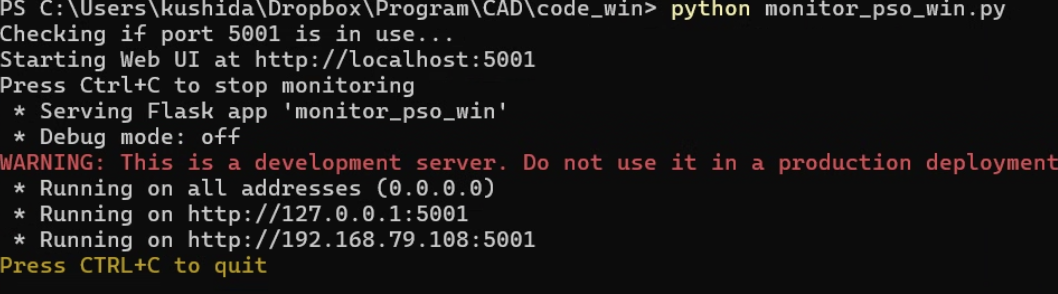 PS C:\Users\kushida\Dropbox\Program\CAD\code_win> python monitor_pso_win.py
Checking if port 5001 is in use...
Starting Web UI at http://localhost:5001
Press Ctrl+C to stop monitoring
 * Serving Flask app 'monitor_pso_win'
 * Debug mode: off
WARNING: This is a development server. Do not use it in a production deployment
 * Running on all addresses (0.0.0.0)
 * Running on http://127.0.0.1:5001
 * Running on http://192.168.79.108:5001
Press CTRL+C to quit